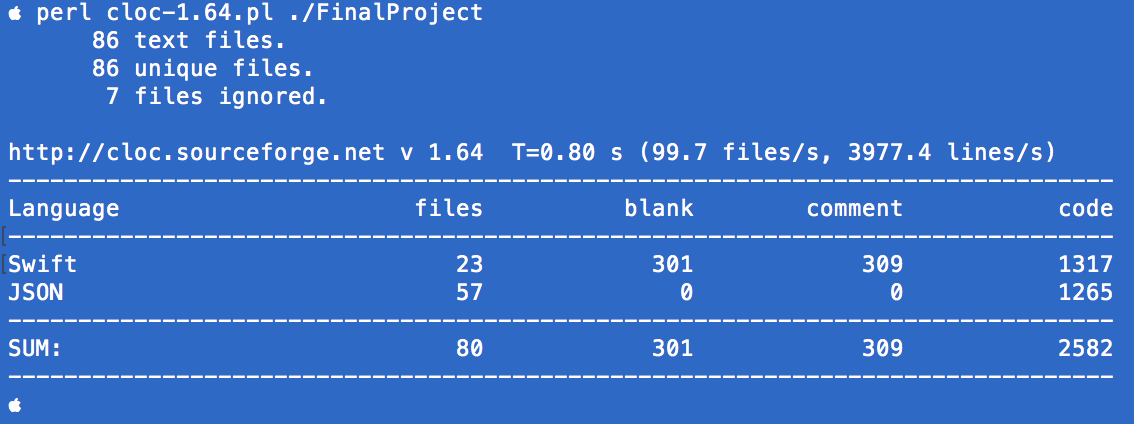 perl cloc-1.64.pl ./FinalProject
      86 text files.
      86 unique files.
       7 files ignored.

http://cloc.sourceforge.net v 1.64  T=0.80 s (99.7 files/s, 3977.4 lines/s)
-------------------------------------------------------------------------------
Language                     files          blank        comment           code
[-------------------------------------------------------------------------------
[Swift                           23            301            309           1317
JSON                            57              0              0           1265
-------------------------------------------------------------------------------
SUM:                            80            301            309           2582
-------------------------------------------------------------------------------